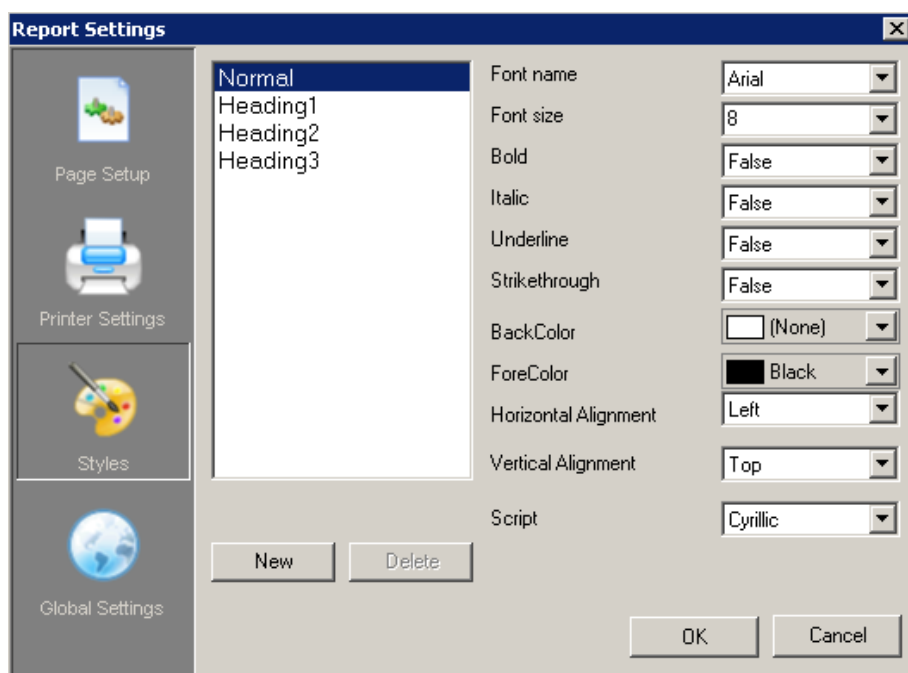 Report Settings
Page Setup
Printer Settings
Styles
Global Settings
Normal
Heading1
Heading2
Heading3
New
Delete
Font name
Arial
Font size
8
Bold
False
Italic
False
Underline
False
Strikethrough
False
BackColor
(None)
ForeColor
Black
Horizontal Alignment
Left
Vertical Alignment
Top
Script
Cyrillic
OK
Cancel